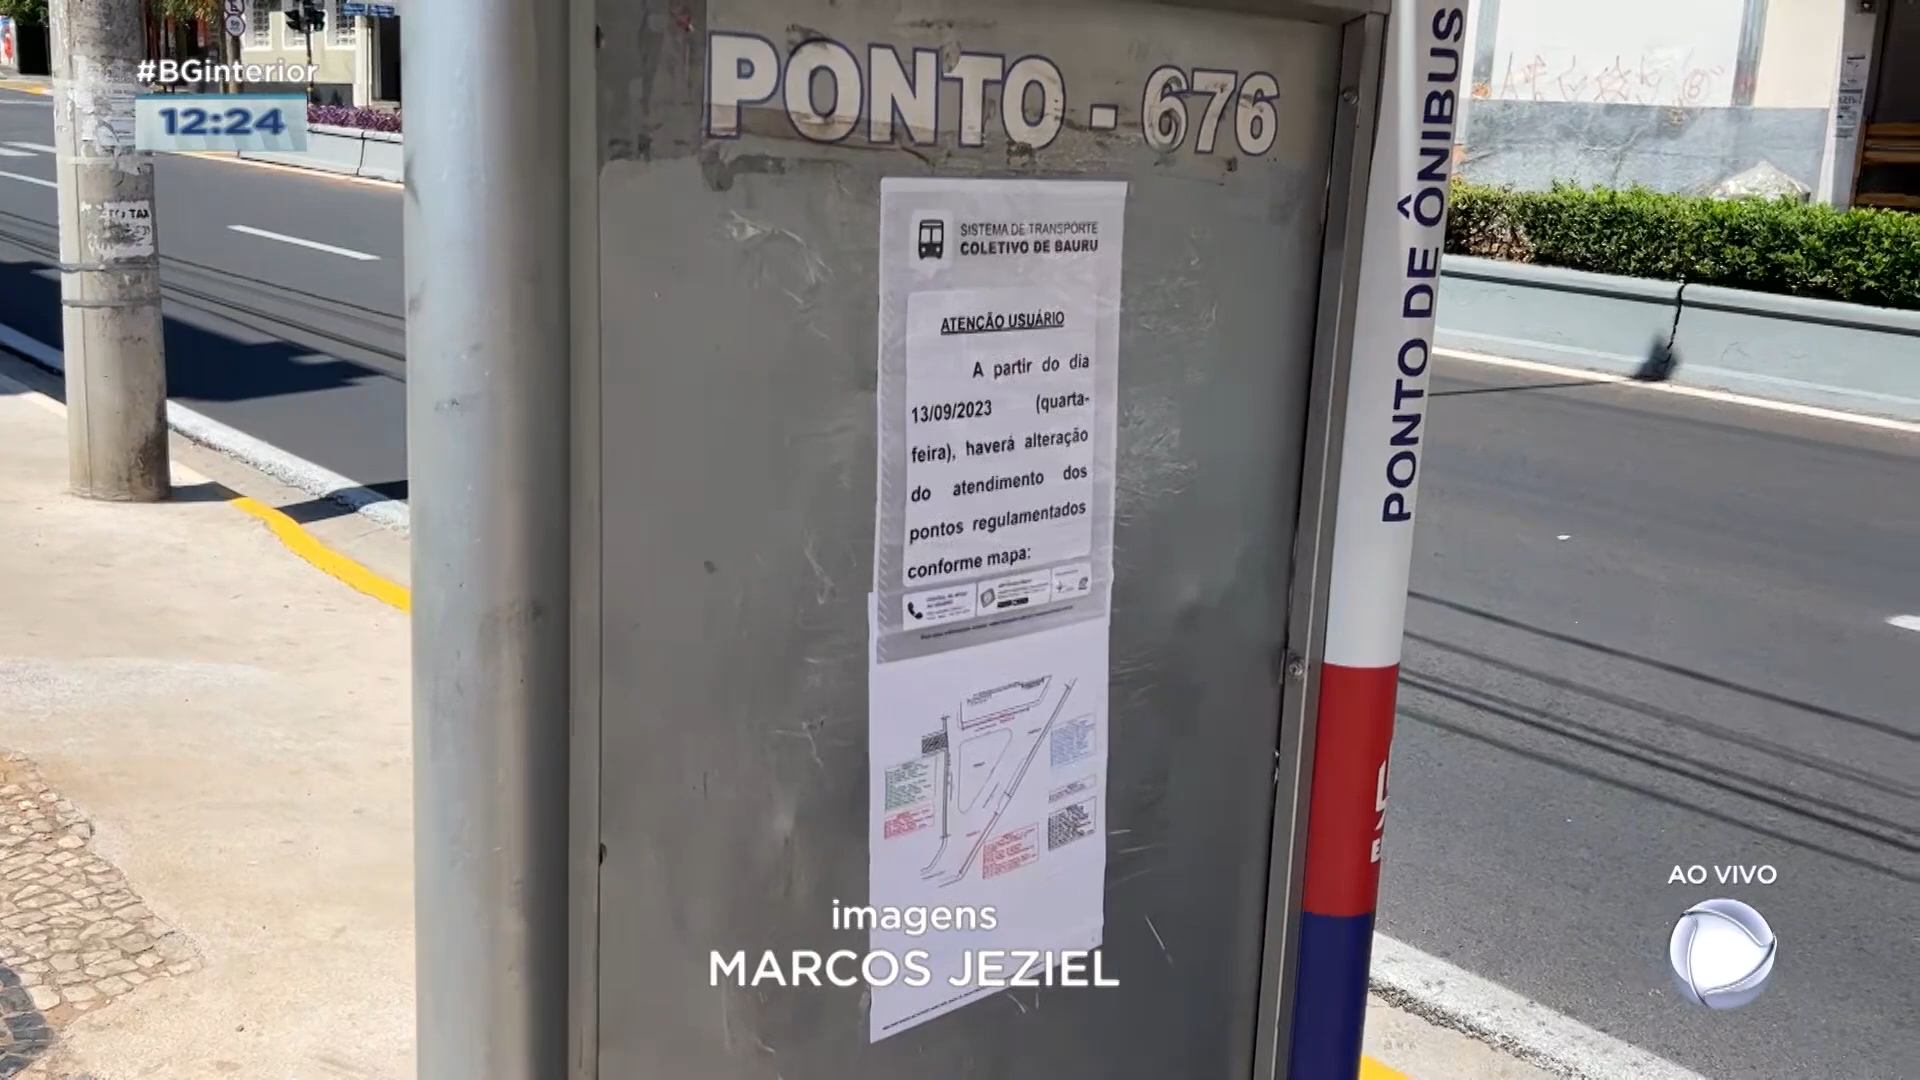 #BGinterior
12:24
PONTO - 676
PONTO DE ÔNIBUS
SISTEMA DE TRANSPORTE
COLETIVO DE BAURU
ATENÇÃO USUÁRIO
A partir do dia
13/09/2023 (quarta-
feira), haverá alteração
do atendimento dos
pontos regulamentados
conforme mapa:
imagens
MARCOS JEZIEL
AO VIVO